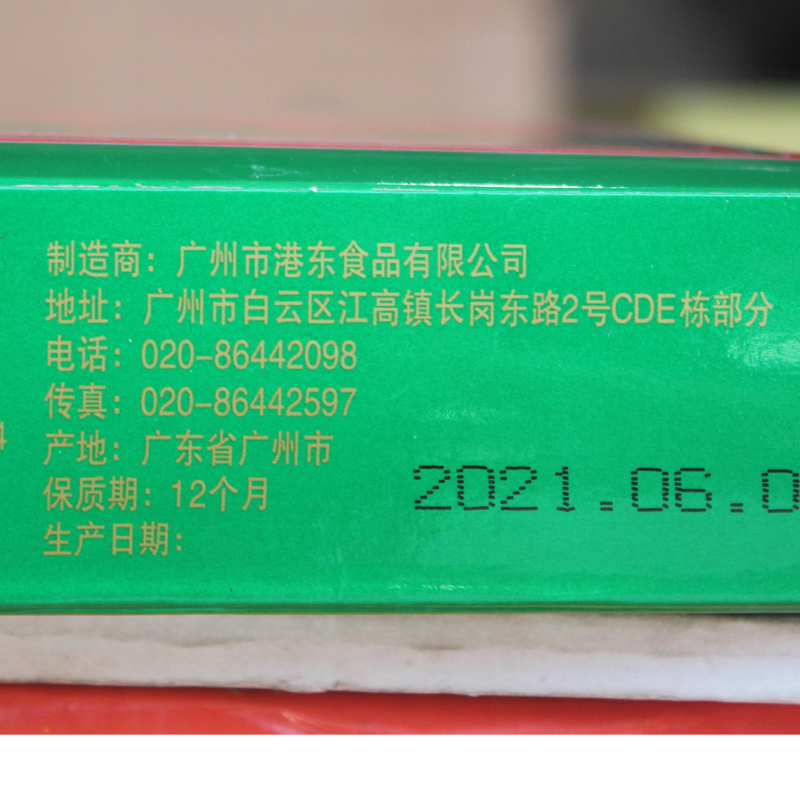 制造商：广州市港东食品有限公司
地址：广州市白云区江高镇长岗东路2号CDE栋部分
电话：020-86442098
传真：020-86442597
产地：广东省广州市
保质期：12个月
2021.06.0
生产日期：